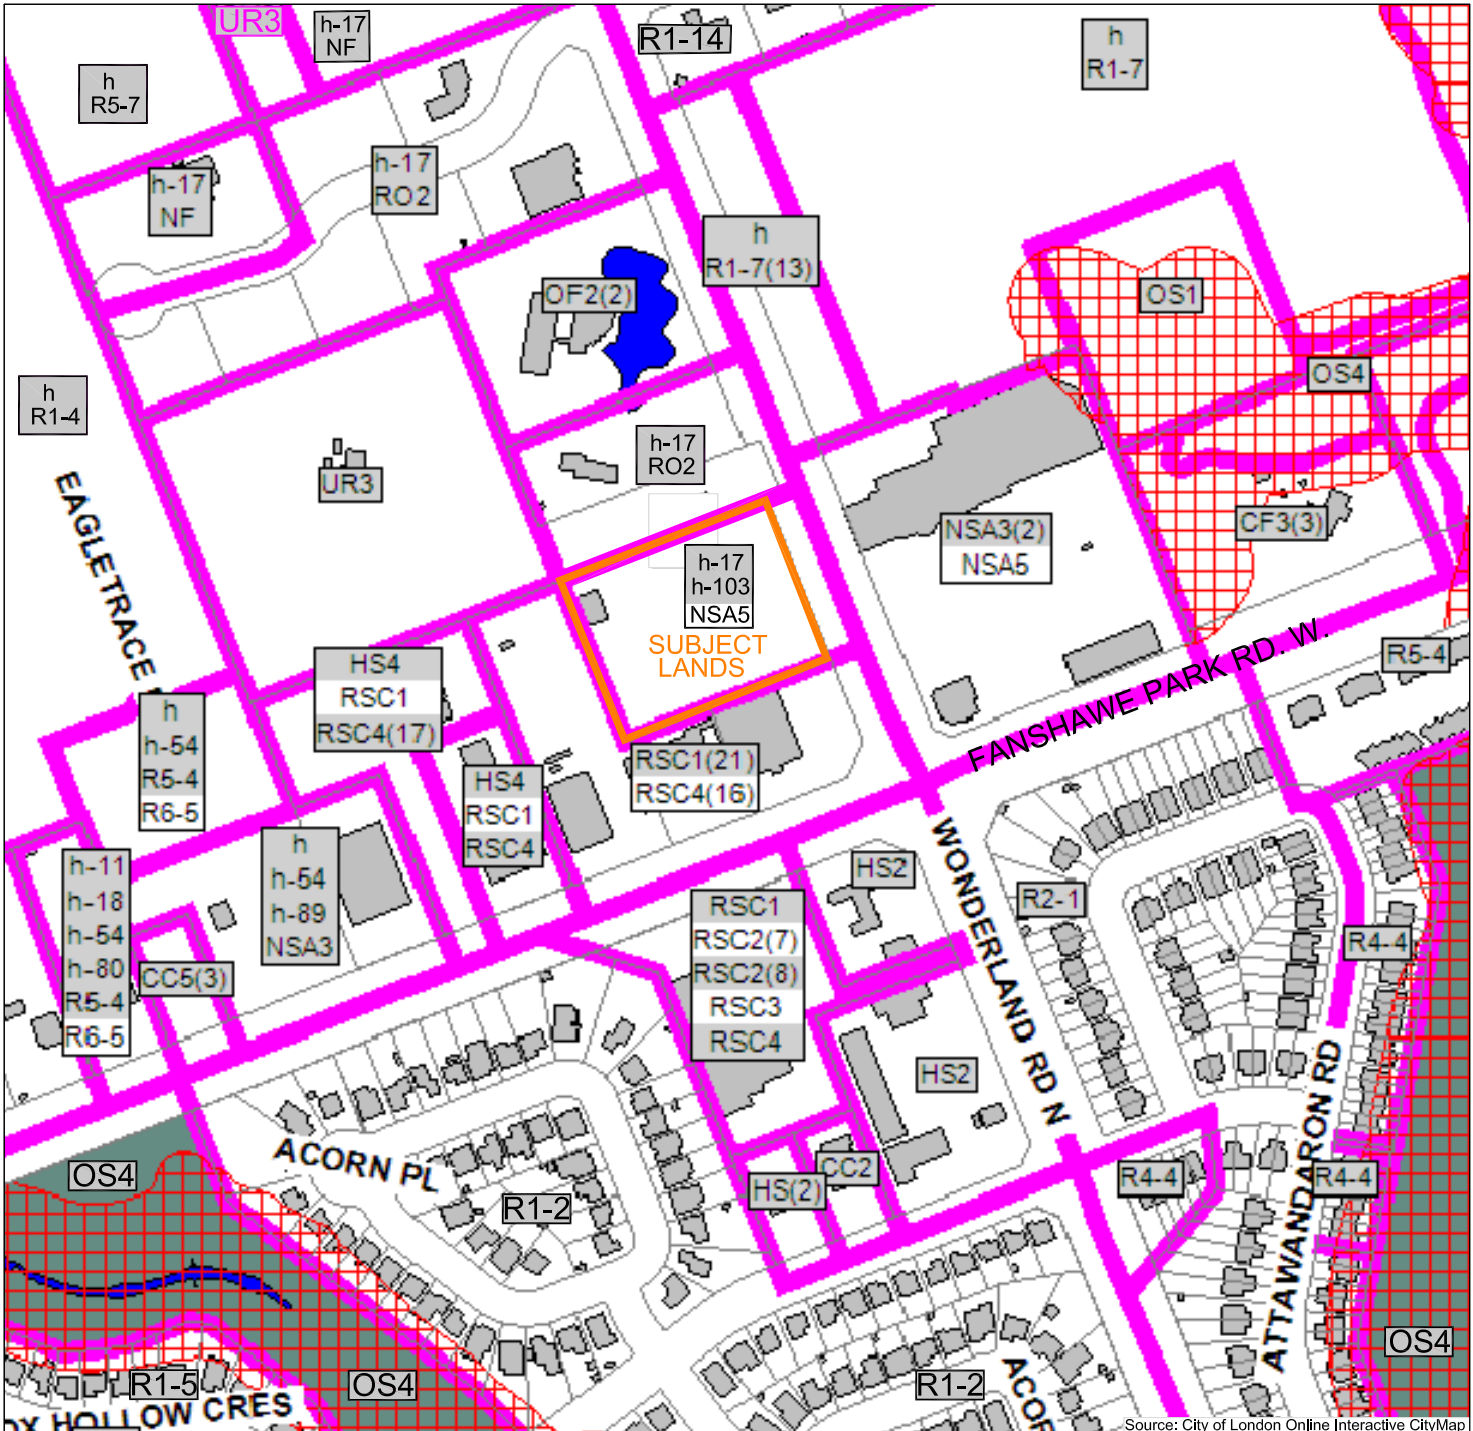 UR3
h-17
NF
R1-14
h
R1-7
h
R5-7
h-17
NF
h-17
RO2
h
R1-7(13)
OF2(2)
OS1
OS4
h
R1-4
h-17
RO2
UR3
EAGLETRACE
NSA3(2)
NSA5
CF3(3)
h-17
h-103
NSA5
SUBJECT
LANDS
FANSHAWE PARK RD. W.
R5-4
HS4
RSC1
RSC4(17)
h
h-54
R5-4
R6-5
HS4
RSC1
RSC4
RSC1(21)
RSC4(16)
h
h-54
h-89
NSA3
h-11
h-18
h-54
h-80
R5-4
R6-5
CC5(3)
RSC1
RSC2(7)
RSC2(8)
RSC3
RSC4
HS2
WONDERLAND RD N
R2-1
R4-4
HS2
ACORN PL
OS4
R1-2
HS(2)
CC2
R4-4
R4-4
ATTAWANDARON RD
OS4
R1-5
OS4
R1-2
ACOR
OX HOLLOW CRES
Source: City of London Online Interactive CityMap